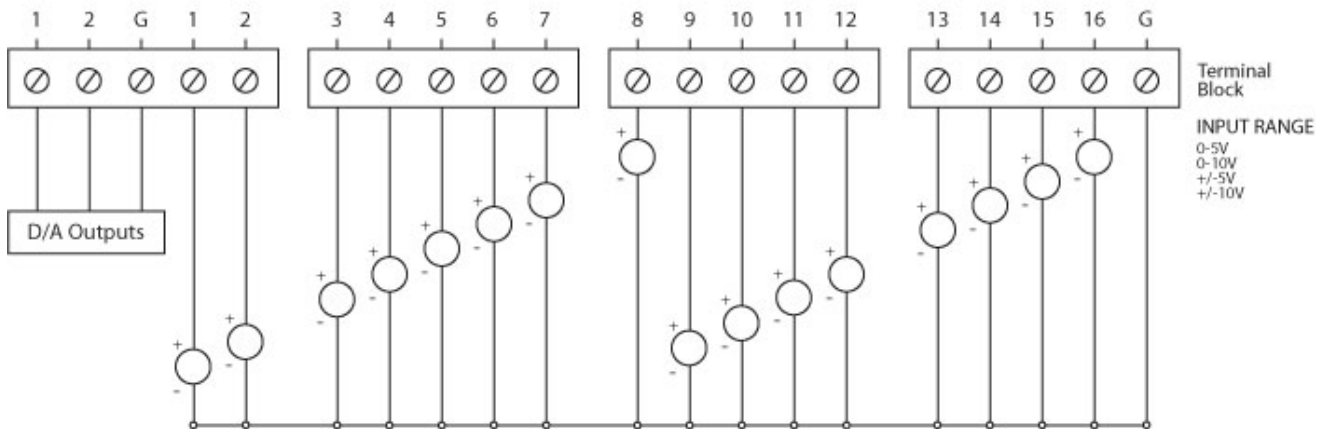 1 2 G 1 2 3 4 5 6 7 8 9 10 11 12 13 14 15 16 G
Terminal
Block
INPUT RANGE
0-5V
0-10V
+/-5V
+/-10V
D/A Outputs
+ - + - + - + - + - + - + - + - + - + - + - + - + - + - + - + -